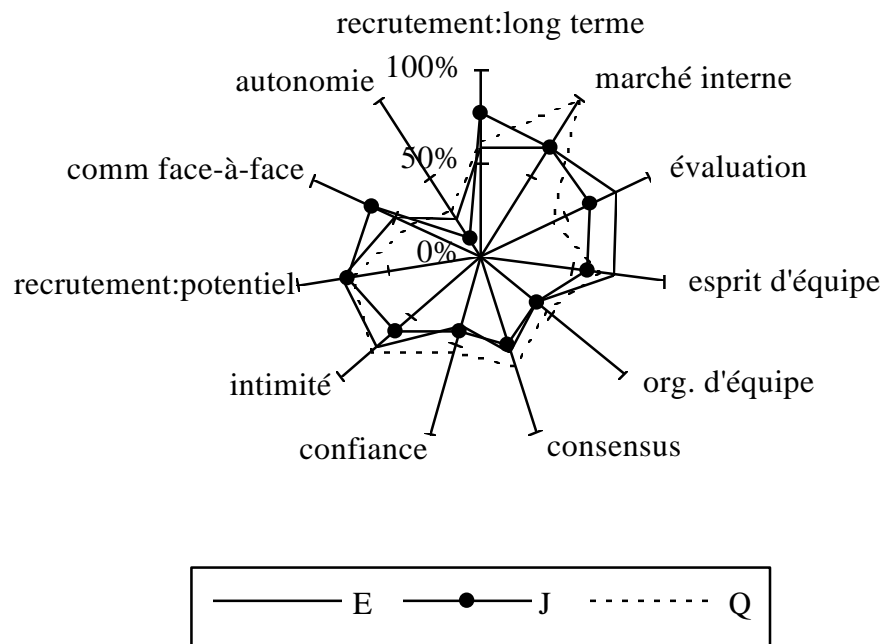 recrutement:long terme
100%
marché interne
autonomie
50%
évaluation
comm face-à-face
0%
esprit d'équipe
recrutement:potentiel
org. d'équipe
intimité
confiance
consensus
E J Q